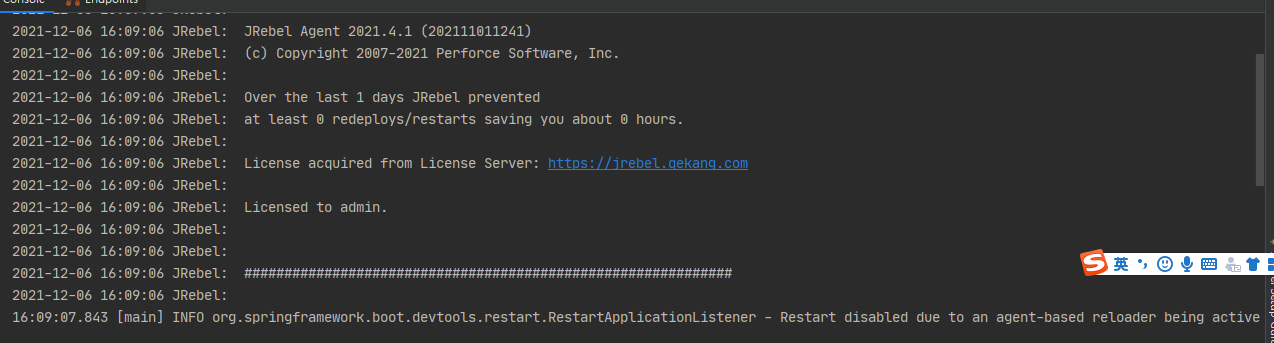 Console Endpoints
2021-12-06 16:09:06 JRebel:
2021-12-06 16:09:06 JRebel:  JRebel Agent 2021.4.1 (202111011241)
2021-12-06 16:09:06 JRebel:  (c) Copyright 2007-2021 Perforce Software, Inc.
2021-12-06 16:09:06 JRebel:
2021-12-06 16:09:06 JRebel:  Over the last 1 days JRebel prevented
2021-12-06 16:09:06 JRebel:  at least 0 redeploys/restarts saving you about 0 hours.
2021-12-06 16:09:06 JRebel:
2021-12-06 16:09:06 JRebel:  License acquired from License Server: https://jrebel.qekang.com
2021-12-06 16:09:06 JRebel:
2021-12-06 16:09:06 JRebel:  Licensed to admin.
2021-12-06 16:09:06 JRebel:
2021-12-06 16:09:06 JRebel:
2021-12-06 16:09:06 JRebel:  #############################################################
2021-12-06 16:09:06 JRebel:
16:09:07.843 [main] INFO org.springframework.boot.devtools.restart.RestartApplicationListener - Restart disabled due to an agent-based reloader being active
S 英